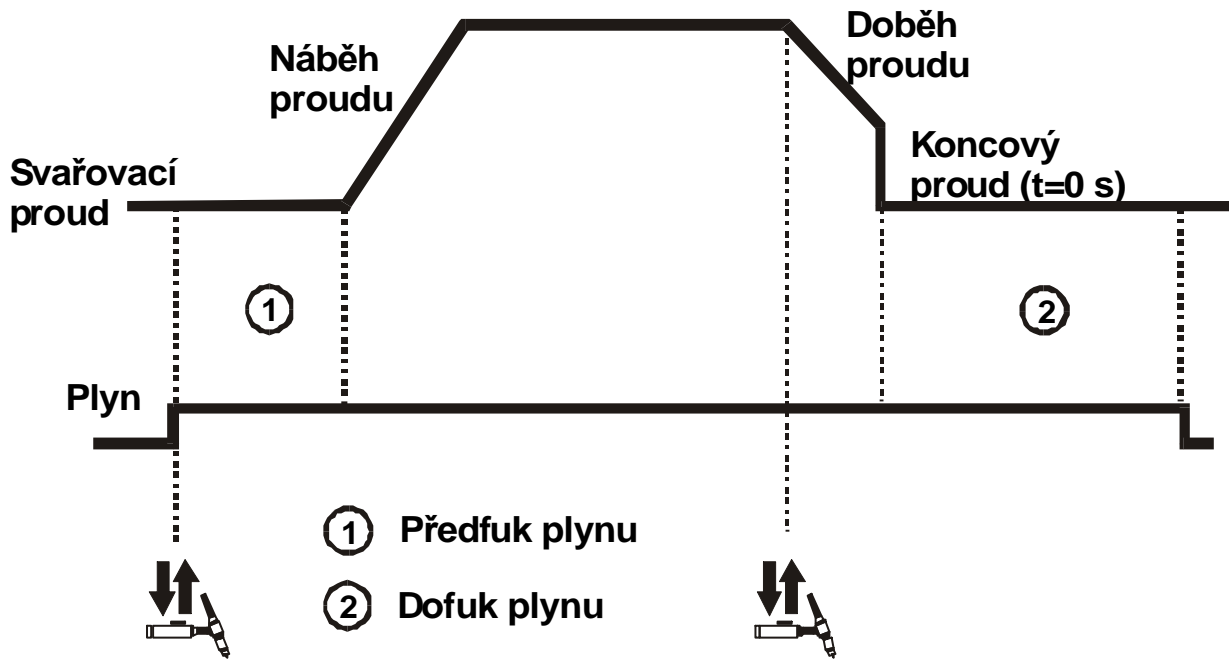 Náběh
proudu
Doběh
proudu
Svařovací
proud
Koncový
proud (t=0 s)
1
2
Plyn
1 Předfuk plynu
2 Dofuk plynu